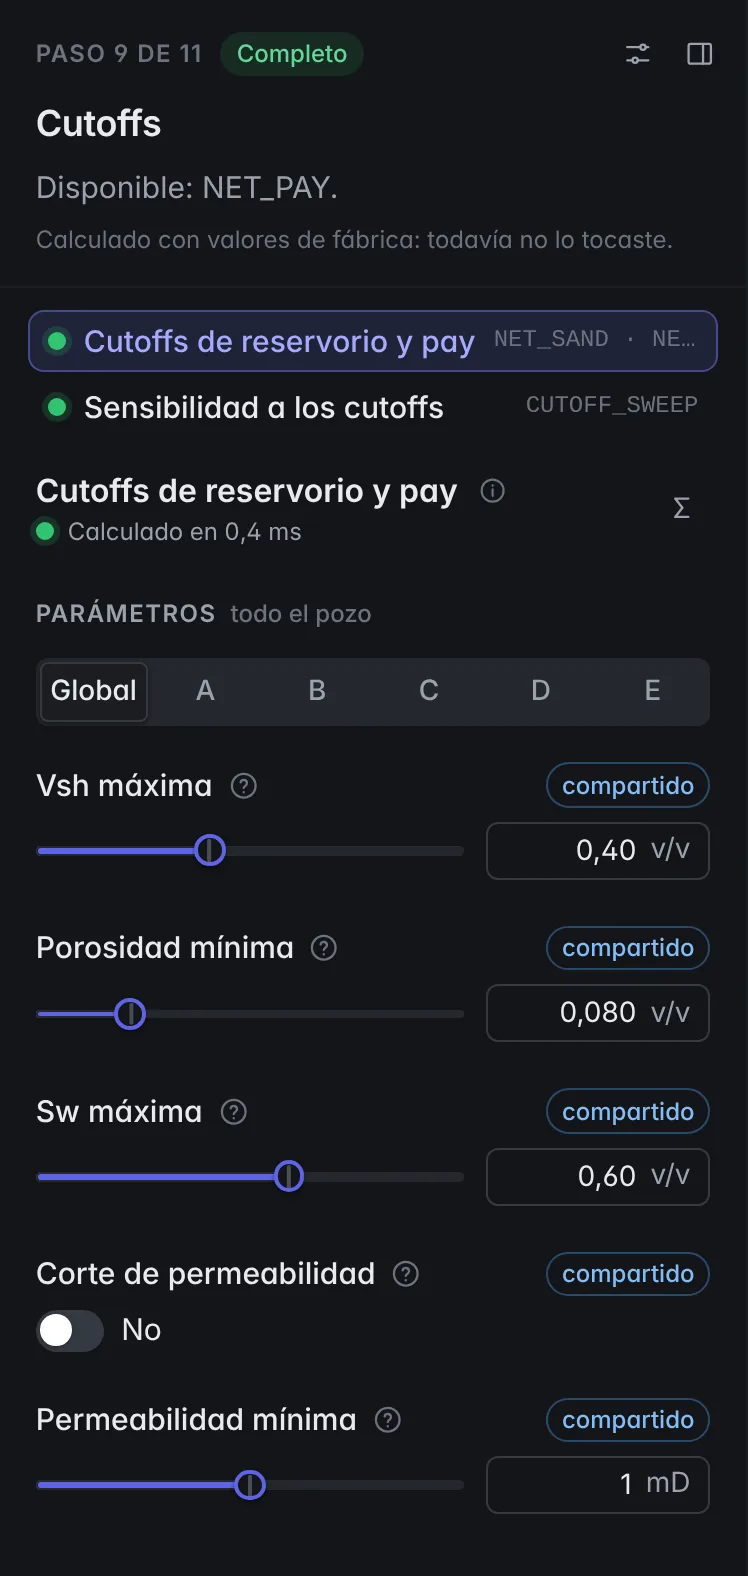 PASO 9 DE 11 Completo
Cutoffs
Disponible: NET_PAY.
Calculado con valores de fábrica: todavía no lo tocaste.
Cutoffs de reservorio y pay NET_SAND · NE…
Sensibilidad a los cutoffs CUTOFF_SWEEP
Cutoffs de reservorio y pay
Σ
Calculado en 0,4 ms
PARÁMETROS todo el pozo
Global A B C D E
Vsh máxima compartido
0,40 v/v
Porosidad mínima compartido
0,080 v/v
Sw máxima compartido
0,60 v/v
Corte de permeabilidad compartido
No
Permeabilidad mínima compartido
1 mD